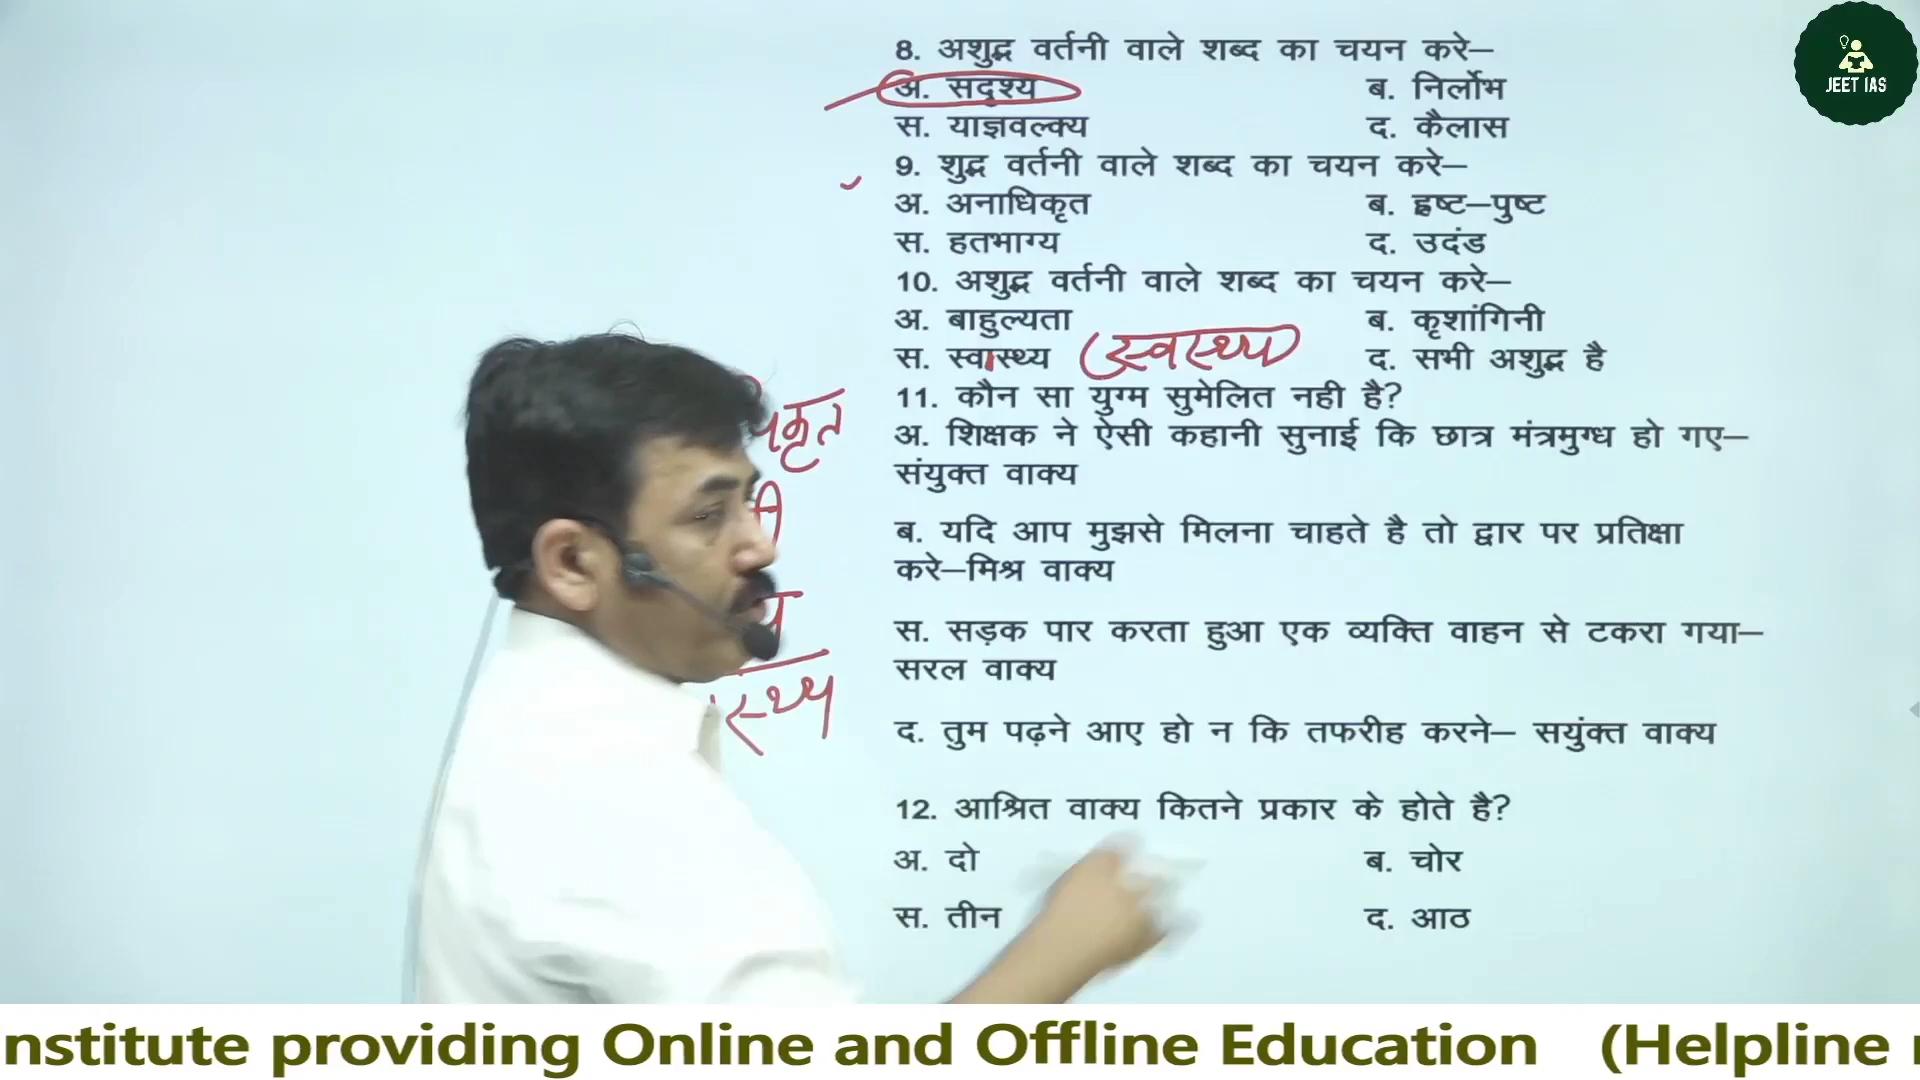 JEET IAS
8. अशुद्ध वर्तनी वाले शब्द का चयन करे—
अ. सदृश्य ब. निर्लोभ
स. याज्ञवल्क्य द. कैलास
9. शुद्ध वर्तनी वाले शब्द का चयन करे—
अ. अनाधिकृत ब. ह्रष्ट—पुष्ट
स. हतभाग्य द. उदंड
10. अशुद्ध वर्तनी वाले शब्द का चयन करे—
अ. बाहुल्यता ब. कृशांगिनी
स. स्वास्थ्य स्वस्थ्य द. सभी अशुद्ध है
11. कौन सा युग्म सुमेलित नही है?
अ. शिक्षक ने ऐसी कहानी सुनाई कि छात्र मंत्रमुग्ध हो गए—
संयुक्त वाक्य
ब. यदि आप मुझसे मिलना चाहते है तो द्वार पर प्रतिक्षा
करे—मिश्र वाक्य
स. सड़क पार करता हुआ एक व्यक्ति वाहन से टकरा गया—
सरल वाक्य
द. तुम पढ़ने आए हो न कि तफरीह करने— सयुंक्त वाक्य
12. आश्रित वाक्य कितने प्रकार के होते है?
अ. दो ब. चोर
स. तीन द. आठ
nstitute providing Online and Offline Education (Helpline